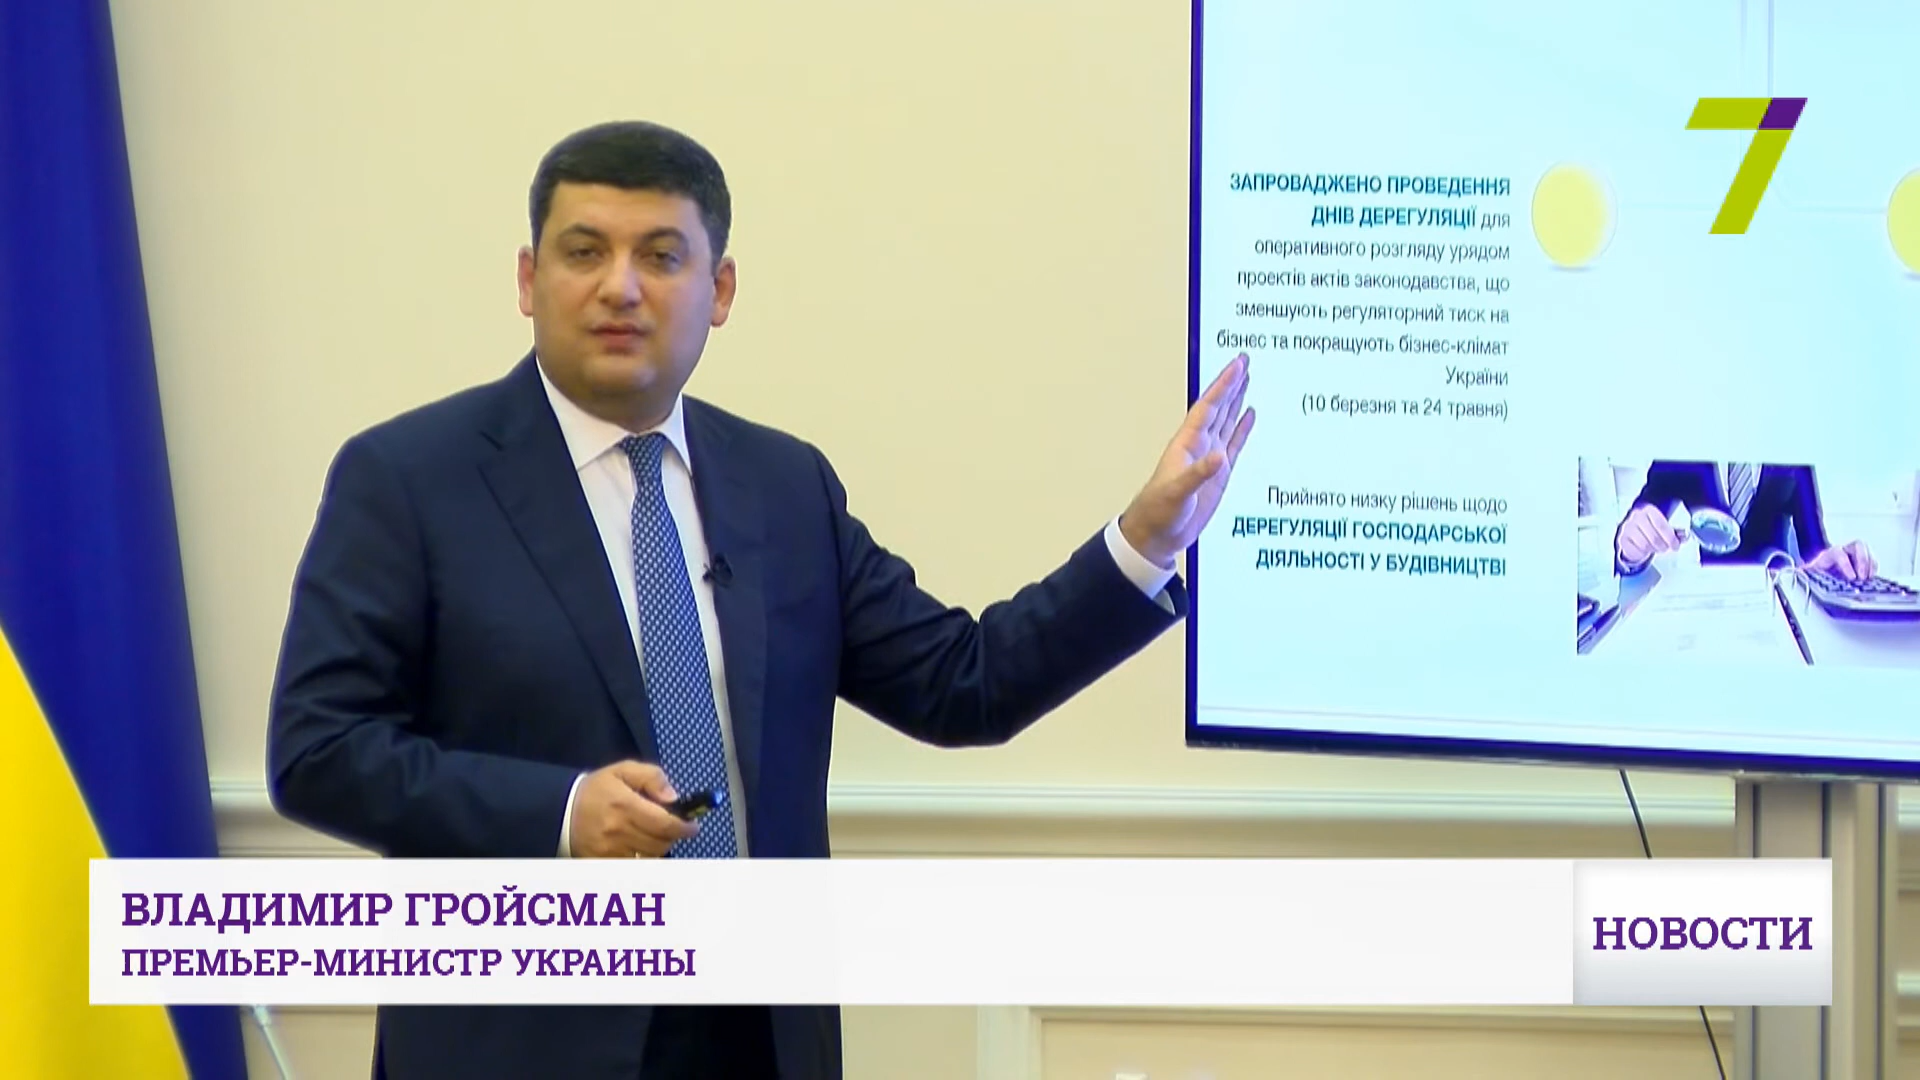 7
ЗАПРОВАДЖЕНО ПРОВЕДЕННЯ
ДНІВ ДЕРЕГУЛЯЦІЇ для
оперативного розгляду урядом
проектів актів законодавства, що
зменшують регуляторний тиск на
бізнес та покращують бізнес-клімат
України
(10 березня та 24 травня)
Прийнято низку рішень щодо
ДЕРЕГУЛЯЦІЇ ГОСПОДАРСЬКОЇ
ДІЯЛЬНОСТІ У БУДІВНИЦТВІ
ВЛАДИМИР ГРОЙСМАН
ПРЕМЬЕР-МИНИСТР УКРАИНЫ
НОВОСТИ